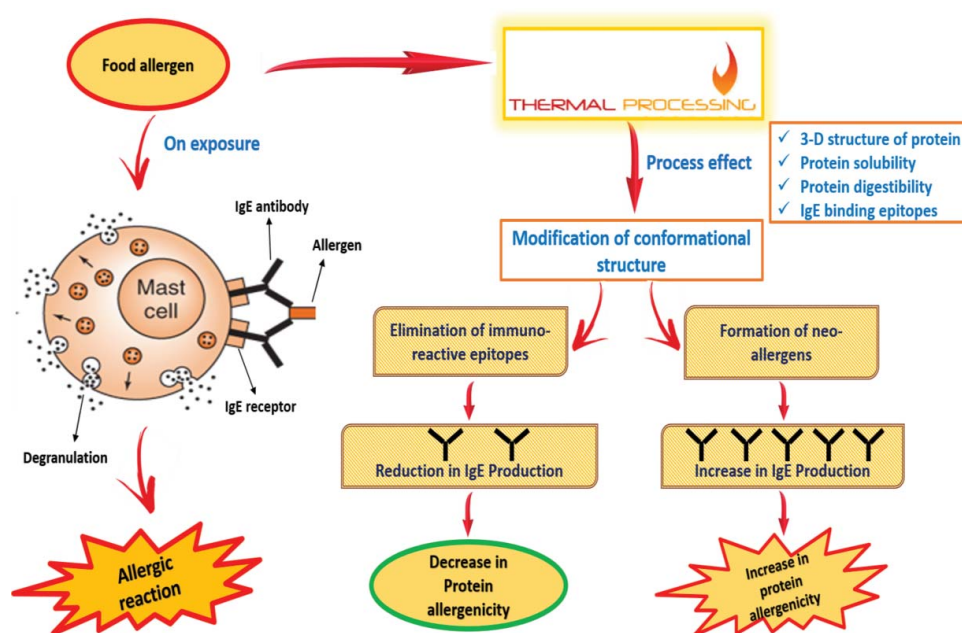 Food allergen
THERMAL PROCESSING
On exposure
Process effect
✓ 3-D structure of protein
✓ Protein solubility
✓ Protein digestibility
✓ IgE binding epitopes
IgE antibody
Allergen
Mast
cell
IgE receptor
Degranulation
Allergic
reaction
Modification of conformational
structure
Elimination of immuno-
reactive epitopes
Formation of neo-
allergens
Reduction in IgE Production
Increase in IgE Production
Decrease in
Protein
allergenicity
Increase in
protein
allergenicity